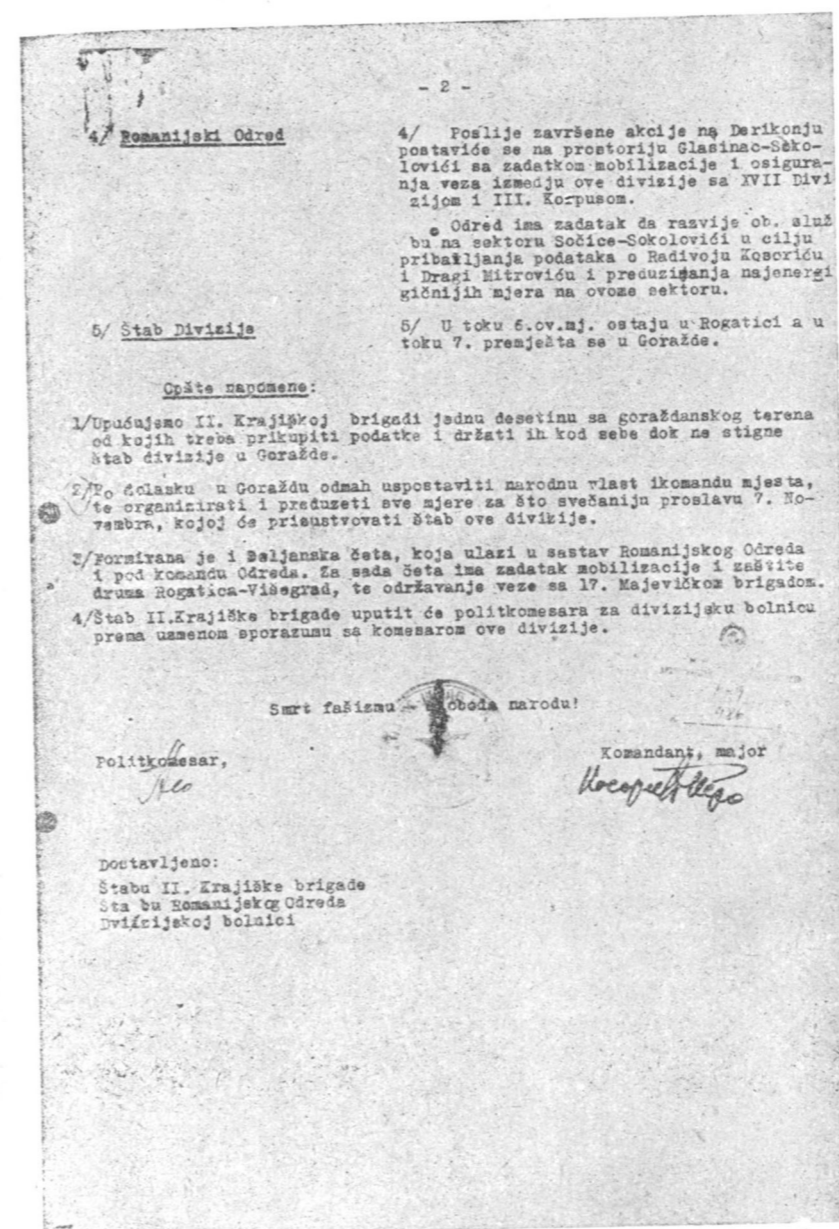 - 2 -
4/ Romanijski Odred
4/ Poslije završene akcije na Derikonju
postaviće se na prostoriju Glasinac-Soko-
lovići sa zadatkom mobilizacije i osigura-
nja veza izmedju ove divizije sa XVII Divi
zijom i III. Korpusom.
Odred ima zadatak da razvije ob. služ
bu na sektoru Sočice-Sokolovići u cilju
pribavljanja podataka o Radivoju Kosoriću
i Dragi Mitroviću i preduzimanja najenergi
gičnijih mjera na ovome sektoru.
5/ Štab Divizije
5/ U toku 6.ov.mj. ostaju u Rogatici a u
toku 7. premješta se u Goražde.
Opšte napomene:
1/Upućujemo II. Krajiškoj brigadi jednu desetinu sa goraždanskog terena
od kojih treba prikupiti podatke i držati ih kod sebe dok ne stigne
štab divizije u Goražde.
2/Po dolasku u Goraždu odmah uspostaviti narodnu vlast ikomandu mjesta,
te organizirati i preduzeti sve mjere za što svečaniju proslavu 7. No-
vembra, kojoj će prisustvovati štab ove divizije.
3/Formirana je i Seljanska četa, koja ulazi u sastav Romanijskog Odreda
i pod komandu Odreda. Za sada četa ima zadatak mobilizacije i zaštite
druma Rogatica-Višegrad, te održavanje veze sa 17. Majevičkom brigadom.
4/Štab II.Krajiške brigade uputit će politkomesara za divizijsku bolnicu
prema usmenom sporazumu sa komesarom ove divizije.
Smrt fašizmu - sloboda narodu!
Politkomesar,
Komandant, major
Dostavljeno:
Štabu II. Krajiške brigade
Šta bu Romanijskog Odreda
Divizijskoj bolnici